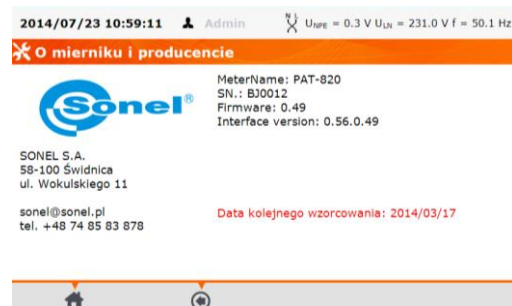 2014/07/23 10:59:11 Admin N L UNPE = 0.3 V ULN = 231.0 V f = 50.1 Hz
O mierniku i producencie
Sonel®
MeterName: PAT-820
SN.: BJ0012
Firmware: 0.49
Interface version: 0.56.0.49
SONEL S.A.
58-100 Świdnica
ul. Wokulskiego 11
sonel@sonel.pl
tel. +48 74 85 83 878
Data kolejnego wzorcowania: 2014/03/17